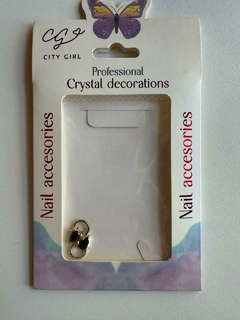 CG
CITY GIRL
Professional
Crystal decorations
Nail accesories
Nail accesories